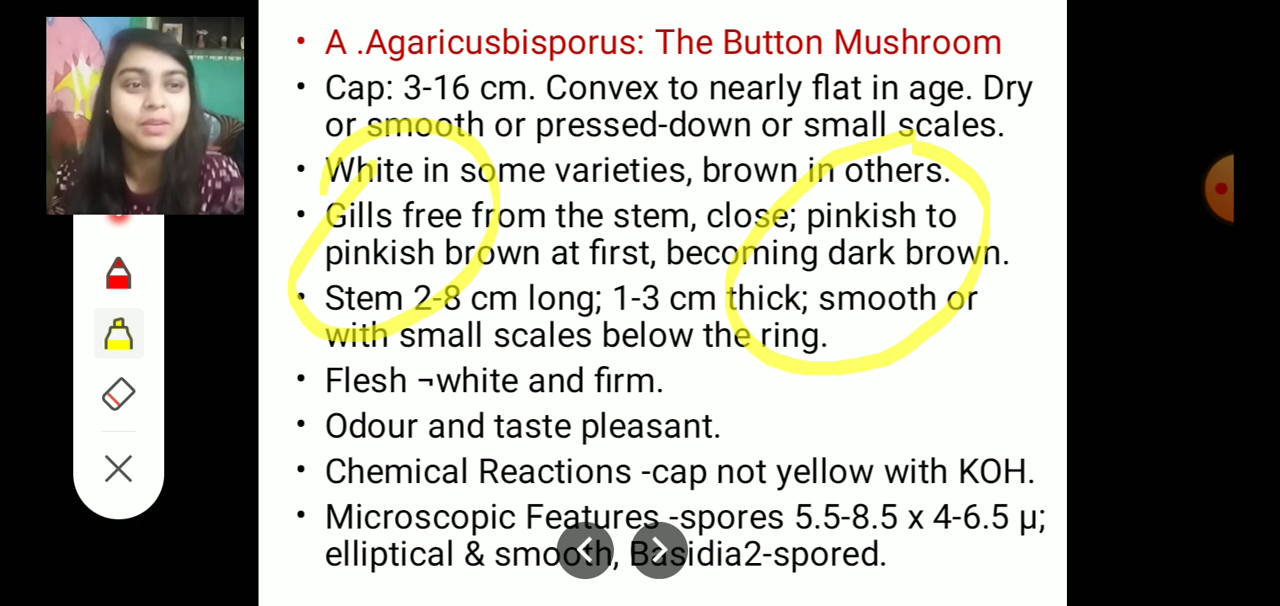 • A .Agaricusbisporus: The Button Mushroom
• Cap: 3-16 cm. Convex to nearly flat in age. Dry
or smooth or pressed-down or small scales.
• White in some varieties, brown in others.
• Gills free from the stem, close; pinkish to
pinkish brown at first, becoming dark brown.
• Stem 2-8 cm long; 1-3 cm thick; smooth or
with small scales below the ring.
• Flesh ¬white and firm.
• Odour and taste pleasant.
• Chemical Reactions -cap not yellow with KOH.
• Microscopic Features -spores 5.5-8.5 x 4-6.5 µ;
elliptical & smooth, Basidia2-spored.